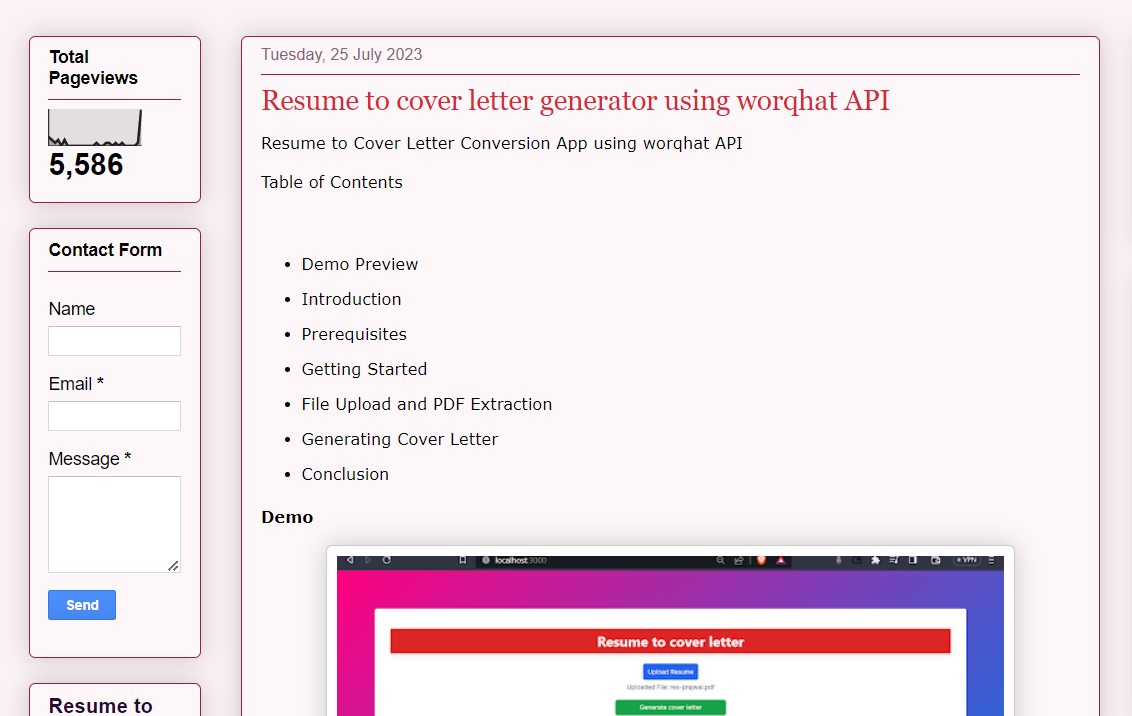 Total
Pageviews
5,586
Contact Form
Name
Email *
Message *
Send
Resume to
Tuesday, 25 July 2023
Resume to cover letter generator using worqhat API
Resume to Cover Letter Conversion App using worqhat API
Table of Contents
• Demo Preview
• Introduction
• Prerequisites
• Getting Started
• File Upload and PDF Extraction
• Generating Cover Letter
• Conclusion
Demo
localhost:3000
VPN
Resume to cover letter
Upload Resume
Uploaded File: res-prajwal.pdf
Generate cover letter